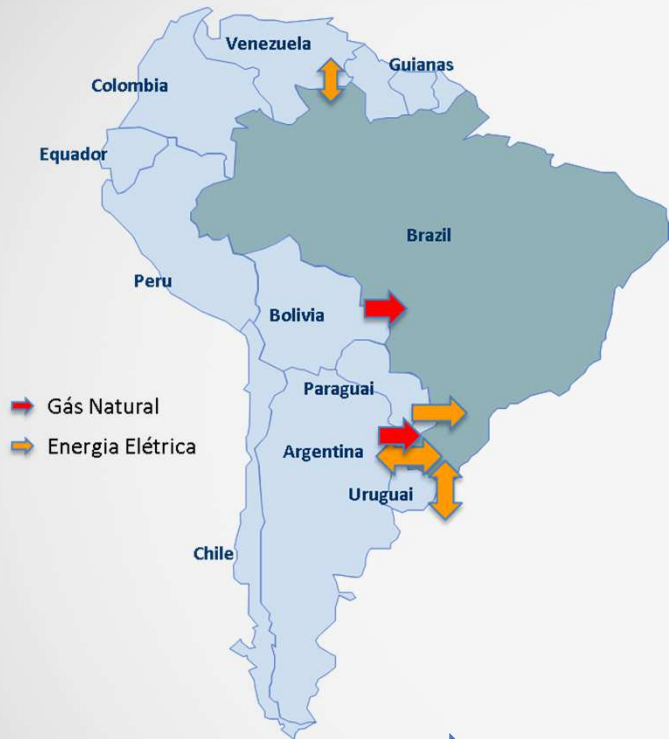 Venezuela
Guianas
Colombia
Equador
Brazil
Peru
Bolivia
Paraguai
Gás Natural
Energia Elétrica
Argentina
Uruguai
Chile